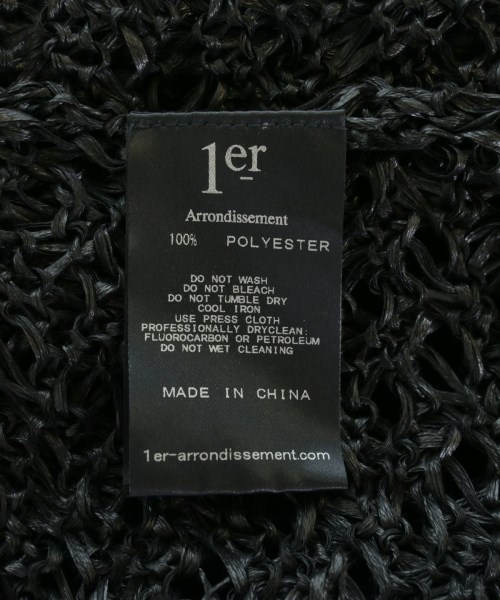 1er
Arrondissement
100% POLYESTER
DO NOT WASH
DO NOT BLEACH
DO NOT TUMBLE DRY
COOL IRON
USE PRESS CLOTH
PROFESSIONALLY DRYCLEAN:
FLUOROCARBON OR PETROLEUM
DO NOT WET CLEANING
MADE IN CHINA
1er-arrondissement.com